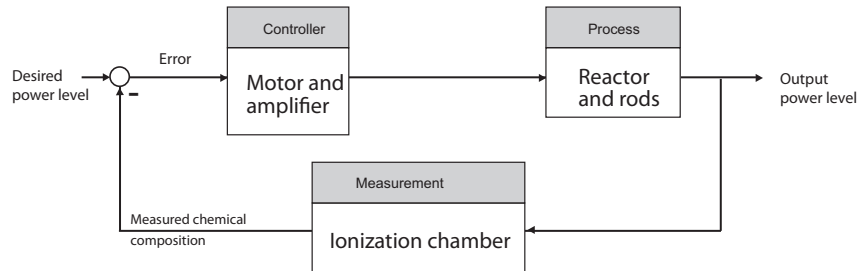 Controller
Process
Desired
power level
Error
-
Motor and
amplifier
Reactor
and rods
Output
power level
Measurement
Measured chemical
composition
Ionization chamber